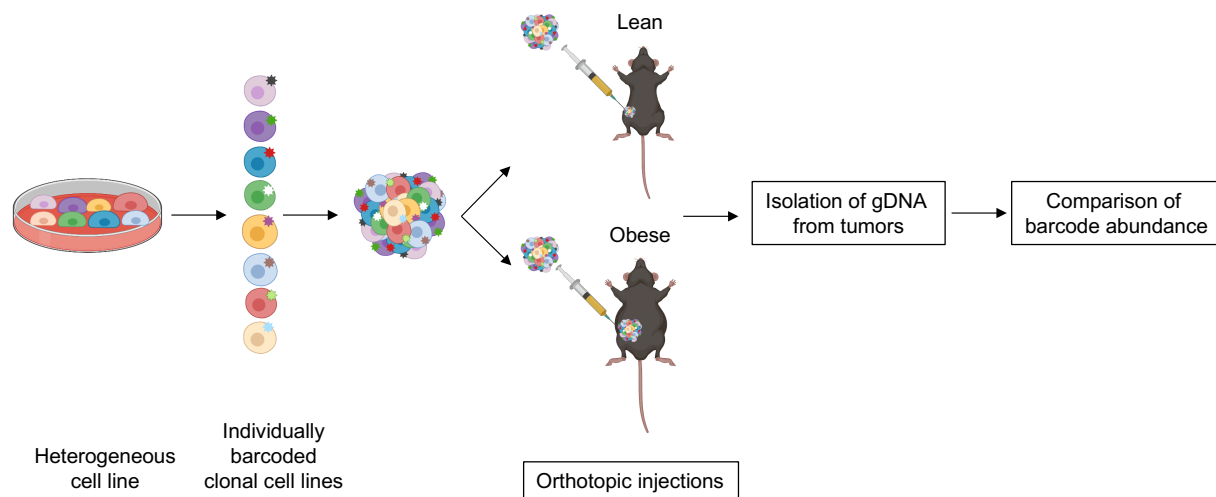 Lean
Obese
Heterogeneous
cell line
Individually
barcoded
clonal cell lines
Orthotopic injections
Isolation of gDNA
from tumors
Comparison of
barcode abundance